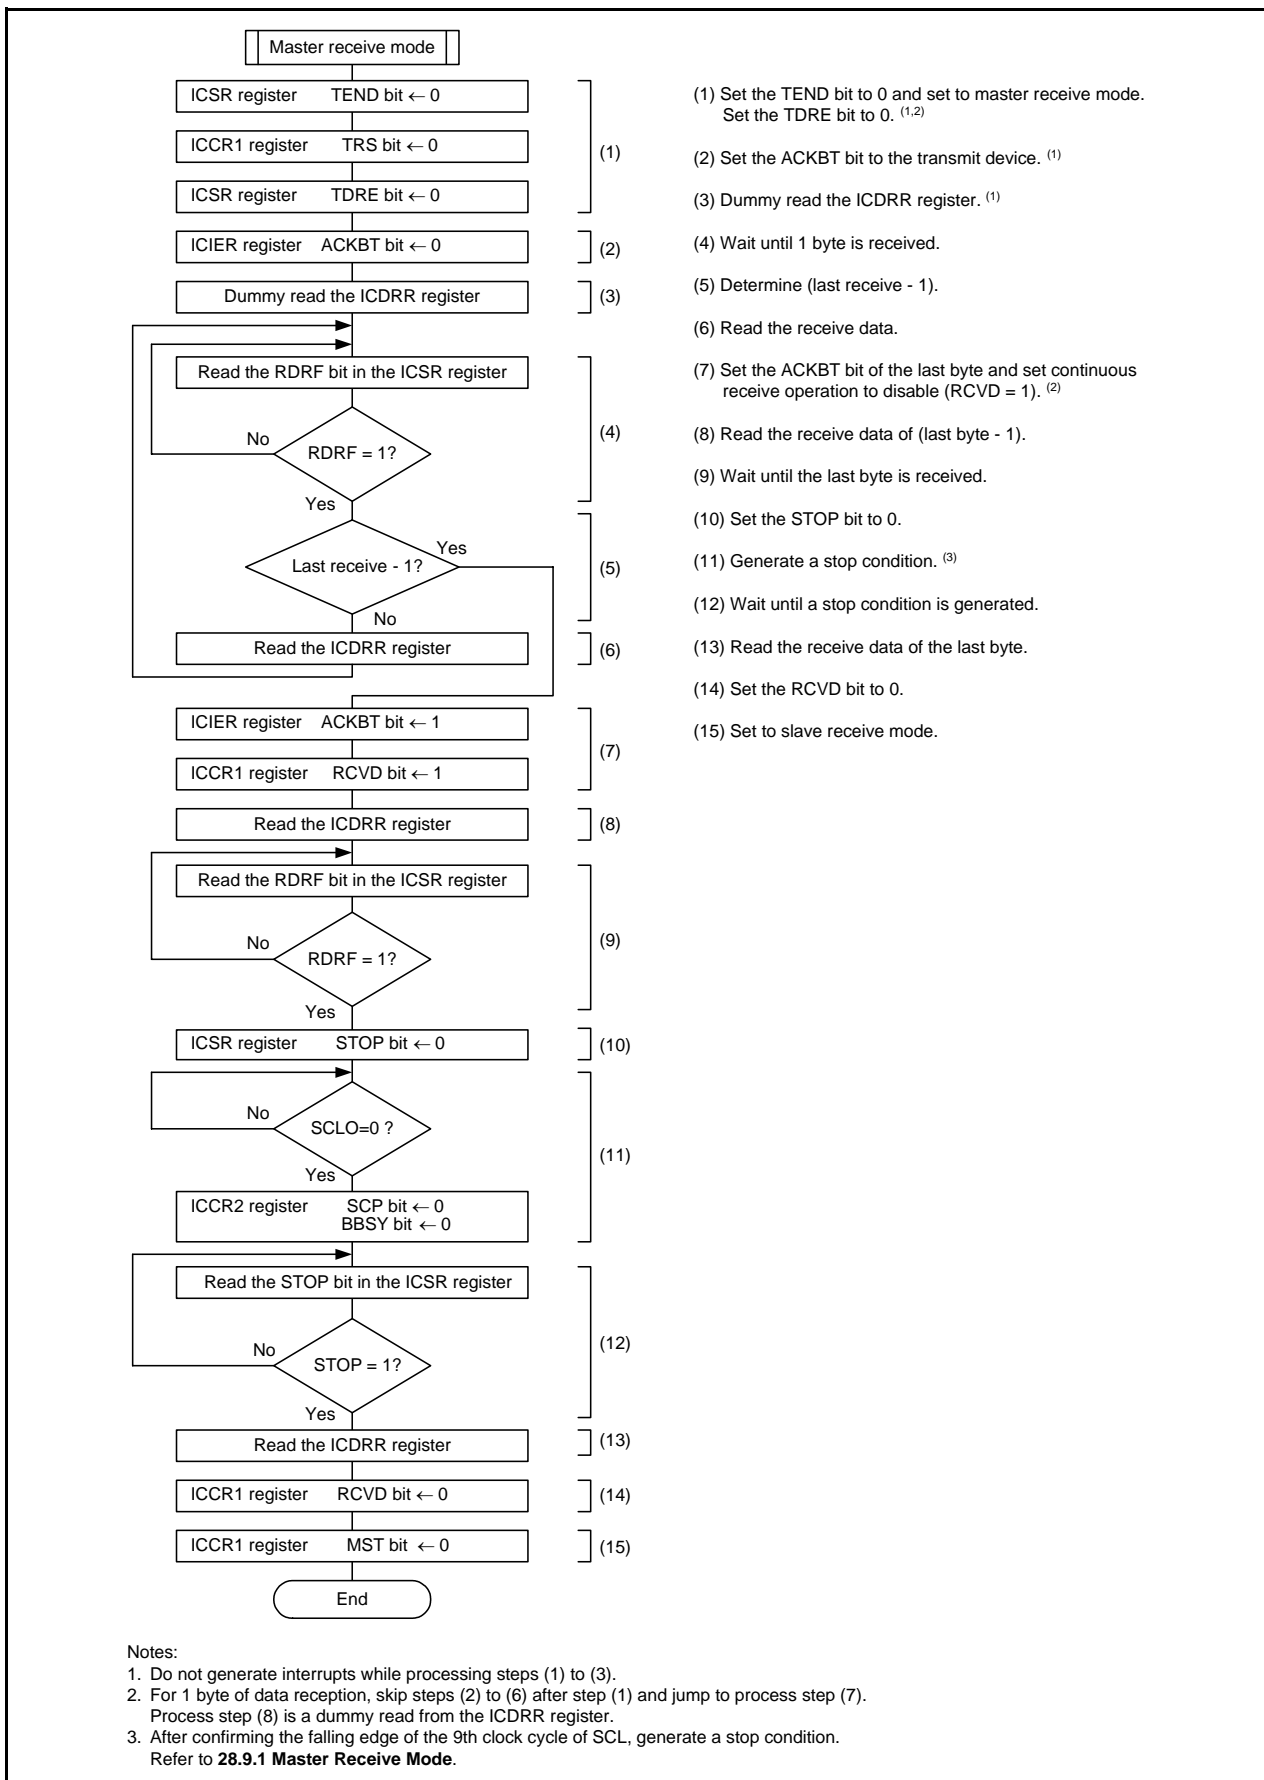 Master receive mode
ICSR register TEND bit ← 0
ICCR1 register TRS bit ← 0
ICSR register TDRE bit ← 0
(1)
ICIER register ACKBT bit ← 0
(2)
Dummy read the ICDRR register
(3)
Read the RDRF bit in the ICSR register
RDRF = 1?
No
Yes
(4)
Last receive - 1?
Yes
No
(5)
Read the ICDRR register
(6)
ICIER register ACKBT bit ← 1
ICCR1 register RCVD bit ← 1
(7)
Read the ICDRR register
(8)
Read the RDRF bit in the ICSR register
No
RDRF = 1?
Yes
(9)
ICSR register STOP bit ← 0
(10)
No
SCLO=0 ?
Yes
ICCR2 register SCP bit ← 0
BBSY bit ← 0
(11)
Read the STOP bit in the ICSR register
No
STOP = 1?
Yes
(12)
Read the ICDRR register
(13)
ICCR1 register RCVD bit ← 0
(14)
ICCR1 register MST bit ← 0
(15)
End
(1) Set the TEND bit to 0 and set to master receive mode.
Set the TDRE bit to 0. (1,2)
(2) Set the ACKBT bit to the transmit device. (1)
(3) Dummy read the ICDRR register. (1)
(4) Wait until 1 byte is received.
(5) Determine (last receive - 1).
(6) Read the receive data.
(7) Set the ACKBT bit of the last byte and set continuous
receive operation to disable (RCVD = 1). (2)
(8) Read the receive data of (last byte - 1).
(9) Wait until the last byte is received.
(10) Set the STOP bit to 0.
(11) Generate a stop condition. (3)
(12) Wait until a stop condition is generated.
(13) Read the receive data of the last byte.
(14) Set the RCVD bit to 0.
(15) Set to slave receive mode.
Notes:
1. Do not generate interrupts while processing steps (1) to (3).
2. For 1 byte of data reception, skip steps (2) to (6) after step (1) and jump to process step (7).
Process step (8) is a dummy read from the ICDRR register.
3. After confirming the falling edge of the 9th clock cycle of SCL, generate a stop condition.
Refer to 28.9.1 Master Receive Mode.